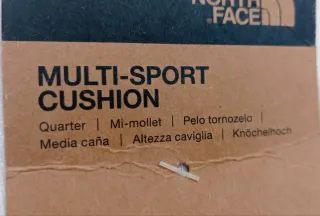 NORTH
FACE
MULTI-SPORT
CUSHION
Quarter | Mi-mollet | Pelo tornozelo |
Media caña | Altezza caviglia | Knöchelhoch